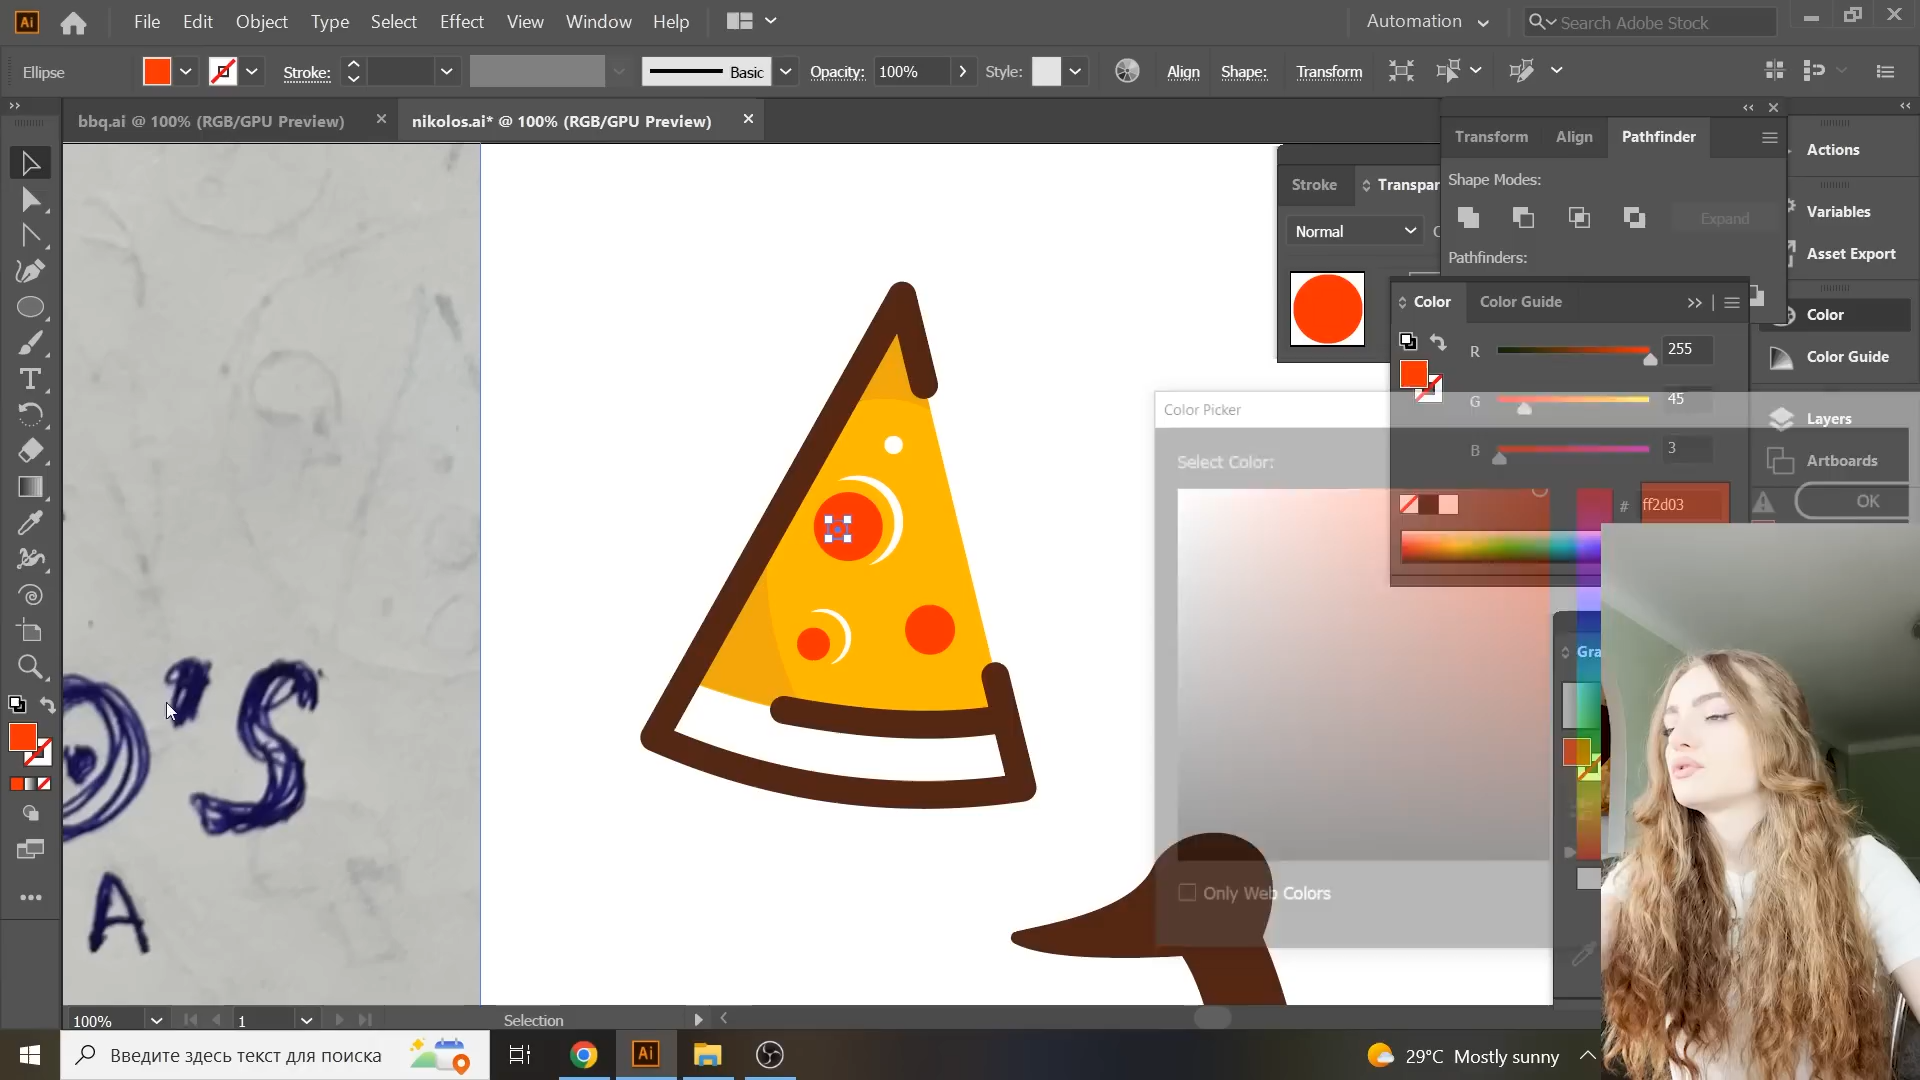 Ai
File Edit Object Type Select Effect View Window Help
Automation
Search Adobe Stock
Ellipse
Stroke:
Basic
Opacity: 100%
Style:
Align
Shape:
Transform
bbq.ai @ 100% (RGB/GPU Preview)
nikolos.ai* @ 100% (RGB/GPU Preview)
Transform Align Pathfinder
Shape Modes:
Expand
Pathfinders:
Stroke
Transpar
Normal
Actions
Variables
Asset Export
Color
Color Guide
Layers
Artboards
Color Color Guide
R 255
G 45
B 3
# ff2d03
Color Picker
Select Color:
OK
Only Web Colors
Gra
'S
A
100%
1
Selection
Введите здесь текст для поиска
Ai
29°C Mostly sunny